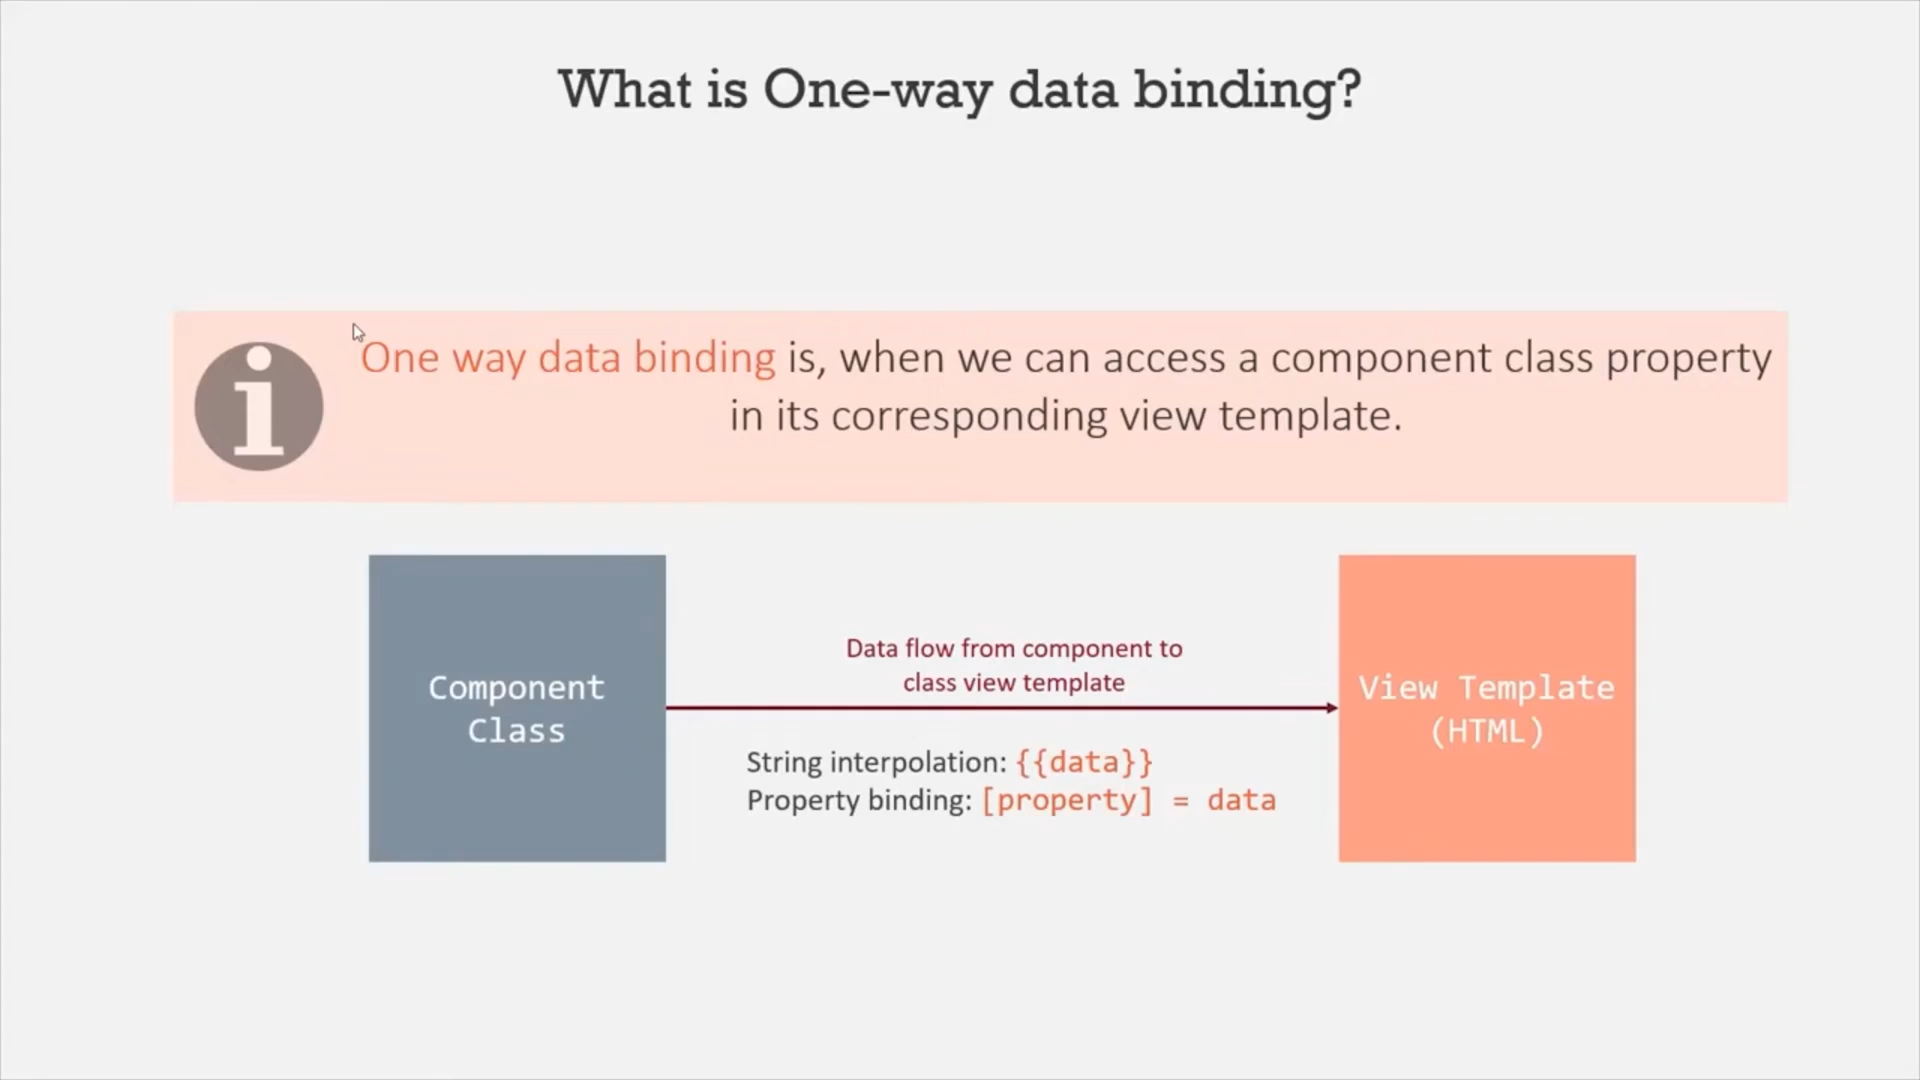 What is One-way data binding?
One way data binding is, when we can access a component class property
in its corresponding view template.
Component
Class
Data flow from component to
class view template
String interpolation: {{data}}
Property binding: [property] = data
View Template
(HTML)